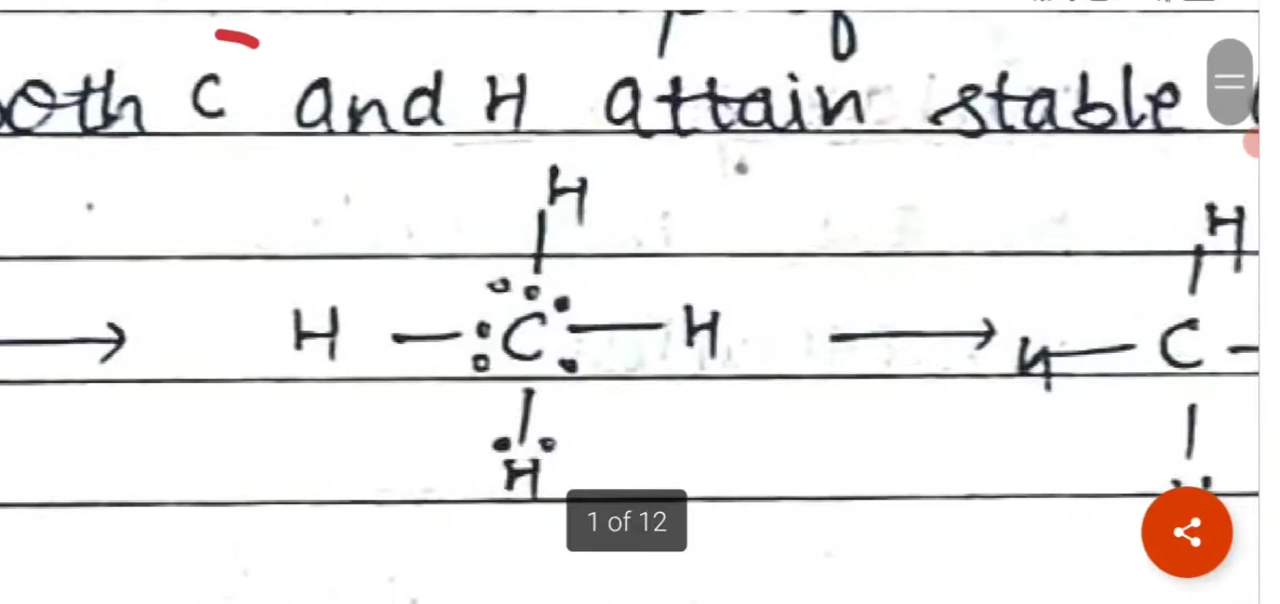 oth C and H attain stable
H
H
H — C — H → H — C -
H
1 of 12